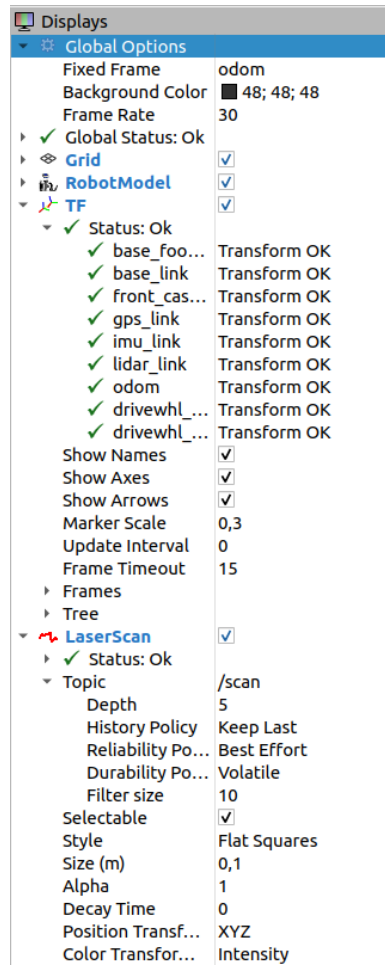 Displays
Global Options
Fixed Frame odom
Background Color 48; 48; 48
Frame Rate 30
Global Status: Ok
Grid
RobotModel
TF
Status: Ok
base_foo... Transform OK
base_link Transform OK
front_cas... Transform OK
gps_link Transform OK
imu_link Transform OK
lidar_link Transform OK
odom Transform OK
drivewhl_... Transform OK
drivewhl_... Transform OK
Show Names
Show Axes
Show Arrows
Marker Scale 0,3
Update Interval 0
Frame Timeout 15
Frames
Tree
LaserScan
Status: Ok
Topic /scan
Depth 5
History Policy Keep Last
Reliability Po... Best Effort
Durability Po... Volatile
Filter size 10
Selectable
Style Flat Squares
Size (m) 0,1
Alpha 1
Decay Time 0
Position Transf... XYZ
Color Transfor... Intensity